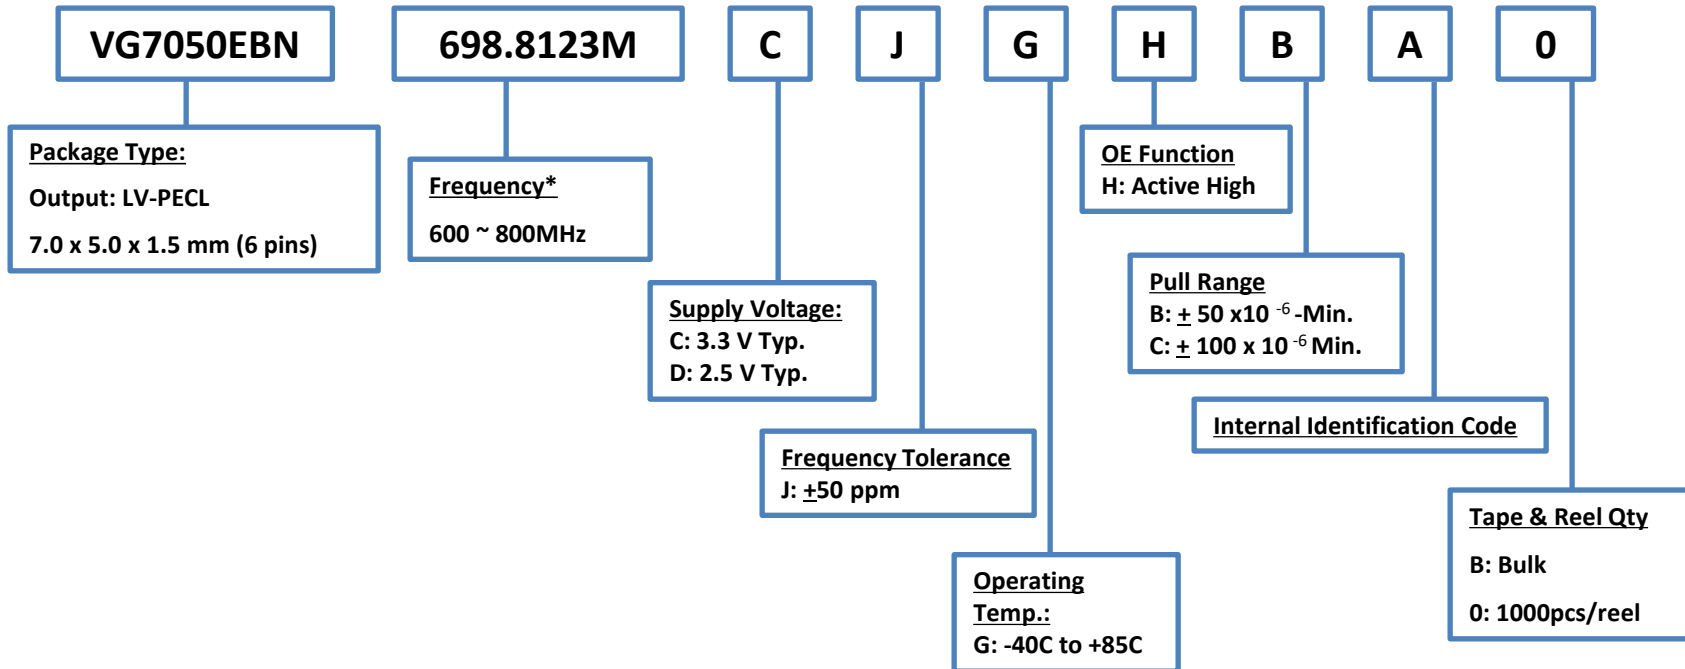 VG7050EBN 698.8123M C J G H B A 0
Package Type:
Output: LV-PECL
7.0 x 5.0 x 1.5 mm (6 pins)
Frequency*
600 ~ 800MHz
Supply Voltage:
C: 3.3 V Typ.
D: 2.5 V Typ.
Frequency Tolerance
J: ±50 ppm
Operating
Temp.:
G: -40C to +85C
OE Function
H: Active High
Pull Range
B: ± 50 x10 ⁻⁶ -Min.
C: ± 100 x 10 ⁻⁶ Min.
Internal Identification Code
Tape & Reel Qty
B: Bulk
0: 1000pcs/reel